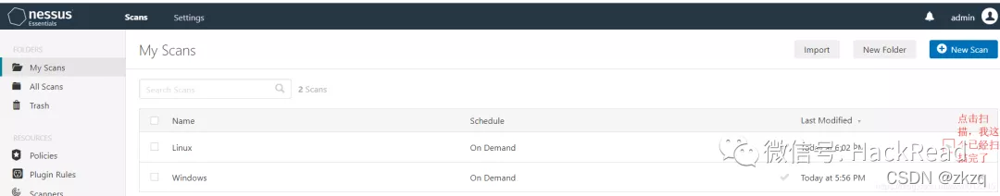 nessus
Essentials
Scans
Settings
admin
FOLDERS
My Scans
All Scans
Trash
RESOURCES
Policies
Plugin Rules
Scanners
My Scans
Import
New Folder
New Scan
Search Scans
2 Scans
Name
Schedule
Last Modified
Linux
On Demand
Today at 6:02 PM
Windows
On Demand
Today at 5:56 PM
点击扫
描，我这
已经扫
完了
微信号: HackRead
CSDN @zkzq